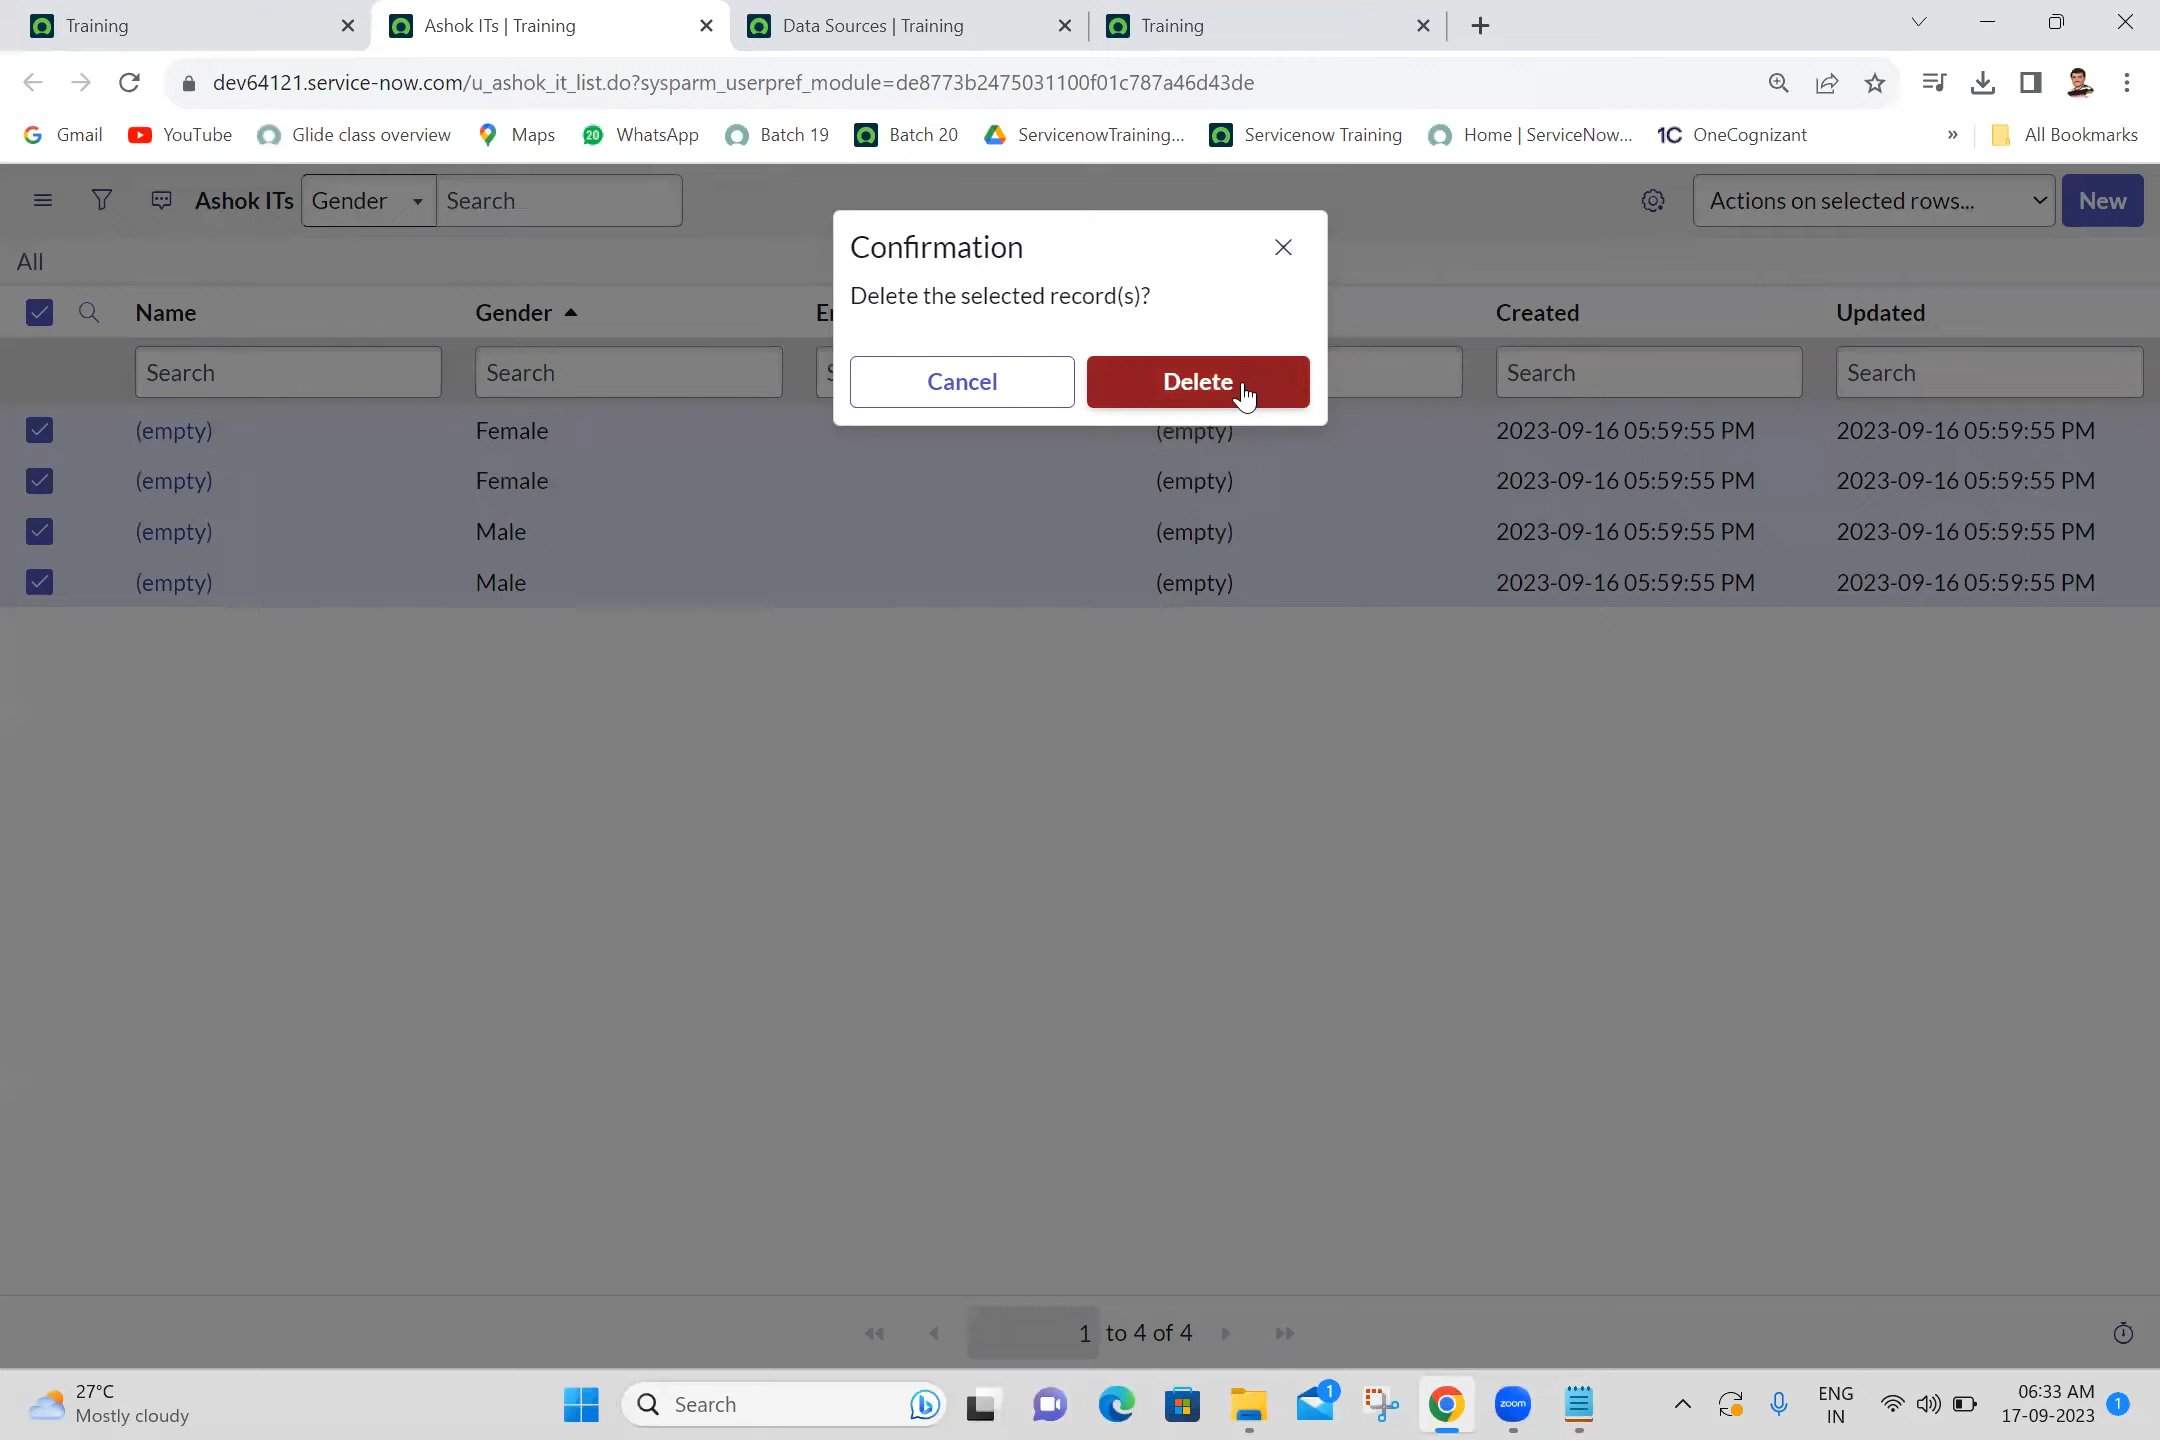 Training
Ashok ITs | Training
Data Sources | Training
Training
dev64121.service-now.com/u_ashok_it_list.do?sysparm_userpref_module=de8773b2475031100f01c787a46d43de
Gmail
YouTube
Glide class overview
Maps
20
WhatsApp
Batch 19
Batch 20
ServicenowTraining...
Servicenow Training
Home | ServiceNow...
1C OneCognizant
»
All Bookmarks
Ashok ITs
Gender
Search
Actions on selected rows...
New
All
Confirmation
Delete the selected record(s)?
Cancel
Delete
Name
Gender
Created
Updated
Search
Search
Search
Search
(empty) Female (empty) 2023-09-16 05:59:55 PM 2023-09-16 05:59:55 PM
(empty) Female (empty) 2023-09-16 05:59:55 PM 2023-09-16 05:59:55 PM
(empty) Male (empty) 2023-09-16 05:59:55 PM 2023-09-16 05:59:55 PM
(empty) Male (empty) 2023-09-16 05:59:55 PM 2023-09-16 05:59:55 PM
1 to 4 of 4
27°C
Mostly cloudy
Search
1
zoom
ENG
IN
06:33 AM
17-09-2023
1